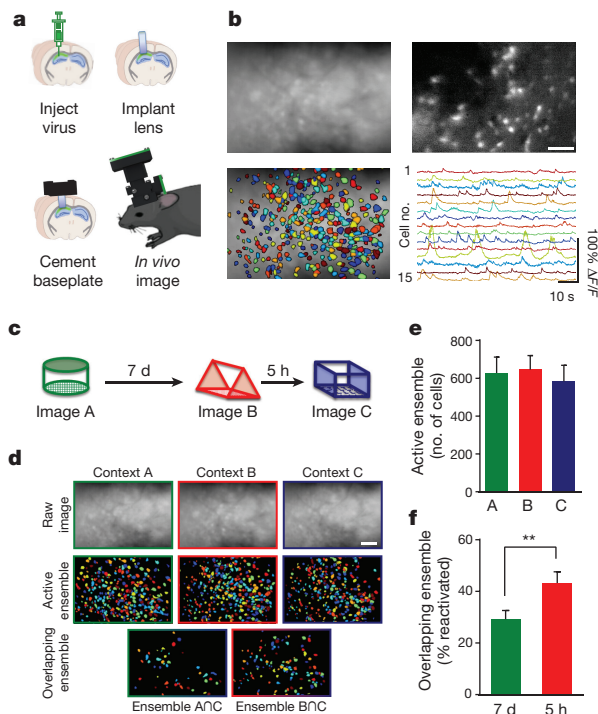 a
Inject
virus
Implant
lens
Cement
baseplate
In vivo
image
b
1
Cell no.
15
100% ΔF/F
10 s
c
7 d
5 h
Image A
Image B
Image C
d
Context A
Context B
Context C
Raw
image
Active
ensemble
Overlapping
ensemble
Ensemble A∩C
Ensemble B∩C
e
Active ensemble
(no. of cells)
800
600
400
200
0
A
B
C
f
Overlapping ensemble
(% reactivated)
60
40
20
0
**
7 d
5 h